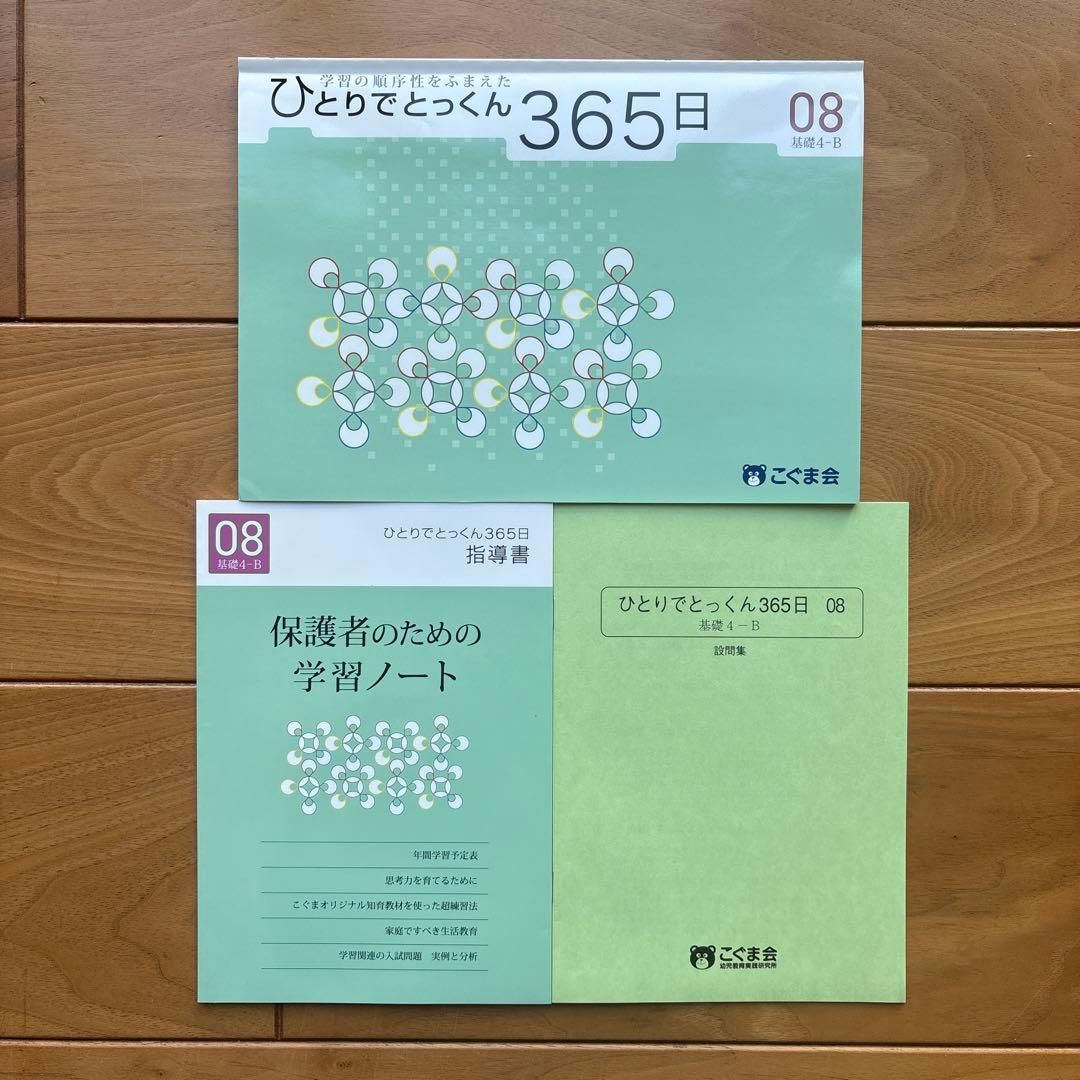 学習の順序性をふまえた
ひとりでとっくん365日
08
基礎4-B
こぐま会
08
基礎4-B
ひとりでとっくん365日
指導書
保護者のための
学習ノート
年間学習予定表
思考力を育てるために
こぐまオリジナル知育教材を使った超練習法
家庭ですべき生活教育
学習関連の入試問題 実例と分析
ひとりでとっくん365日 08
基礎4－B
設問集
こぐま会
幼児教育実践研究所